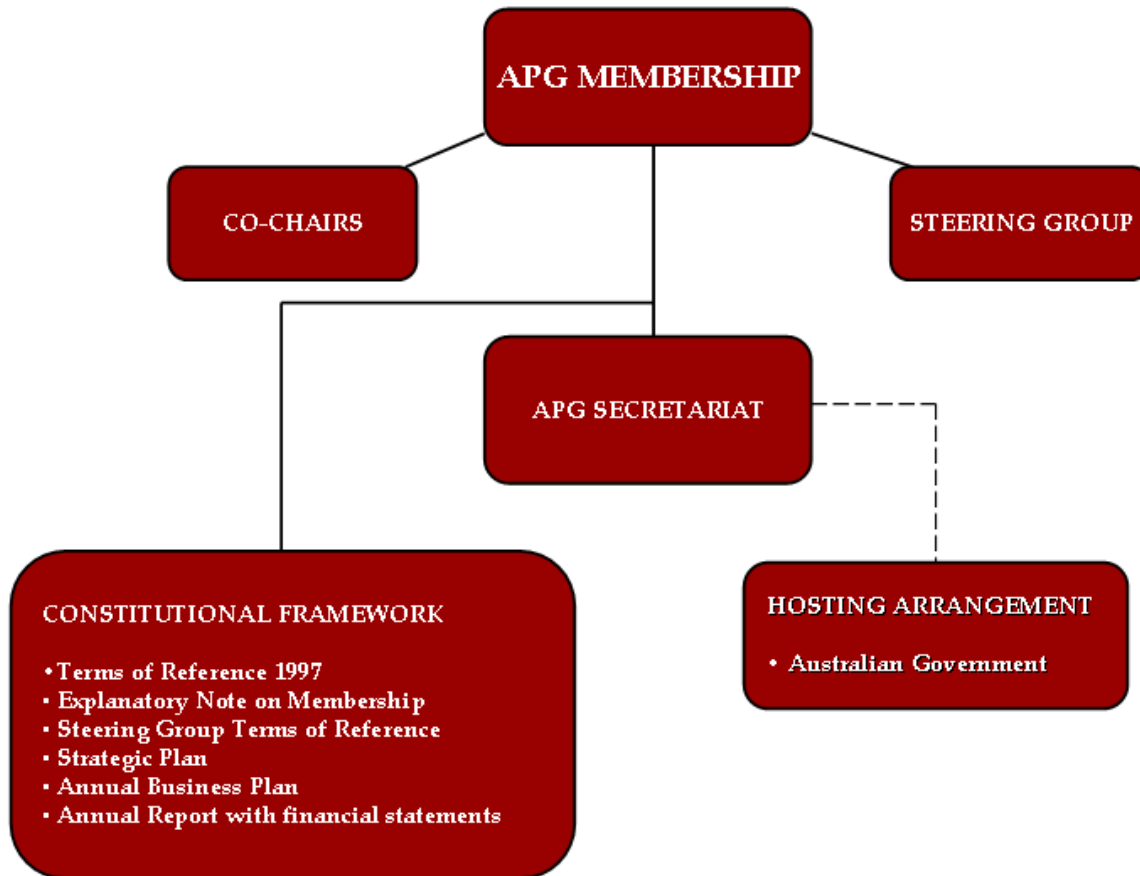 APG MEMBERSHIP
CO-CHAIRS
STEERING GROUP
APG SECRETARIAT
CONSTITUTIONAL FRAMEWORK
• Terms of Reference 1997
• Explanatory Note on Membership
• Steering Group Terms of Reference
• Strategic Plan
• Annual Business Plan
• Annual Report with financial statements
HOSTING ARRANGEMENT
• Australian Government